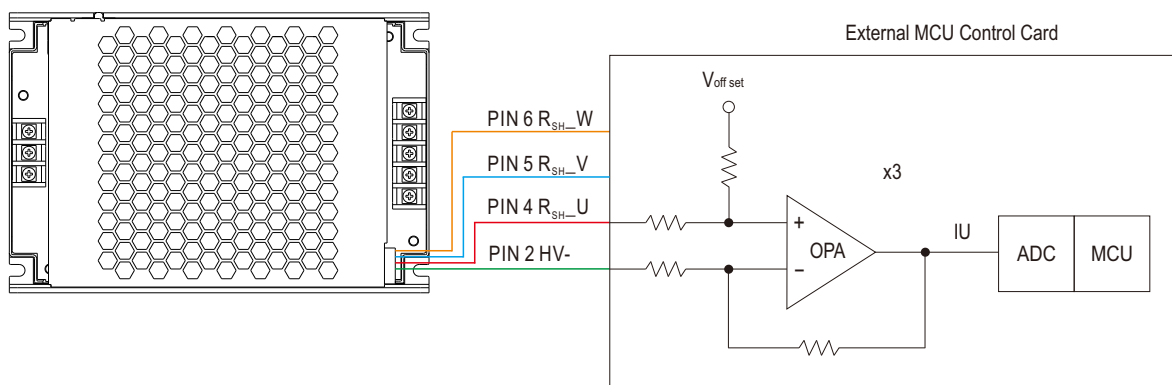 External MCU Control Card
Voff set
PIN 6 RSH_W
PIN 5 RSH_V
x3
PIN 4 RSH_U
+
OPA
IU
ADC
MCU
PIN 2 HV-
−